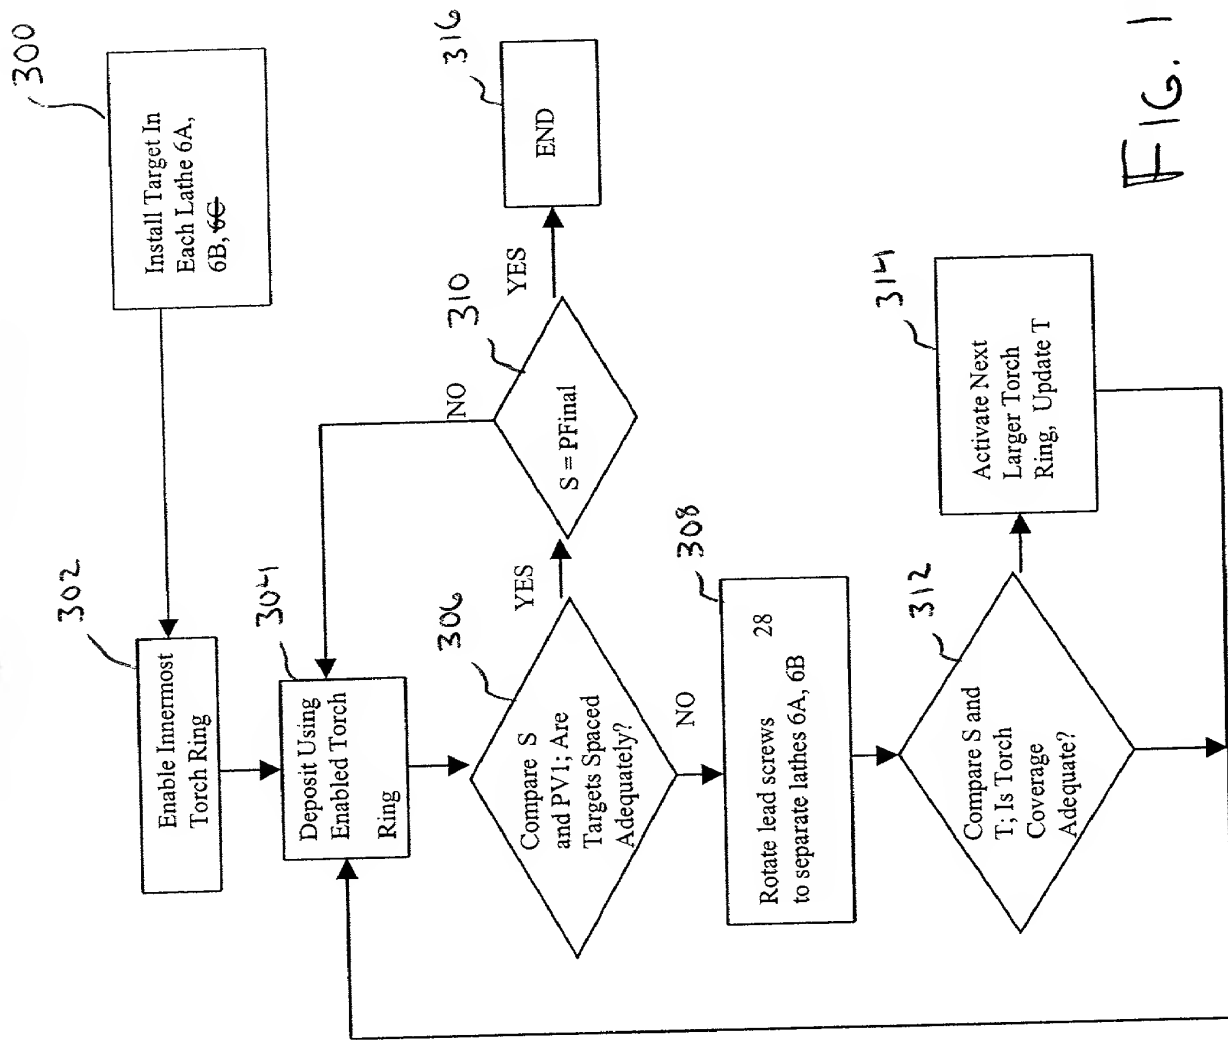 300
Install Target In
Each Lathe 6A,
6B, 6C
302
Enable Innermost
Torch Ring
304
Deposit Using
Enabled Torch
Ring
306
Compare S
and PV1; Are
Targets Spaced
Adequately?
YES
NO
310
S = PFinal
NO
YES
316
END
308
Rotate lead screws 28
to separate lathes 6A, 6B
312
Compare S and
T; Is Torch
Coverage
Adequate?
314
Activate Next
Larger Torch
Ring, Update T
FIG. 1